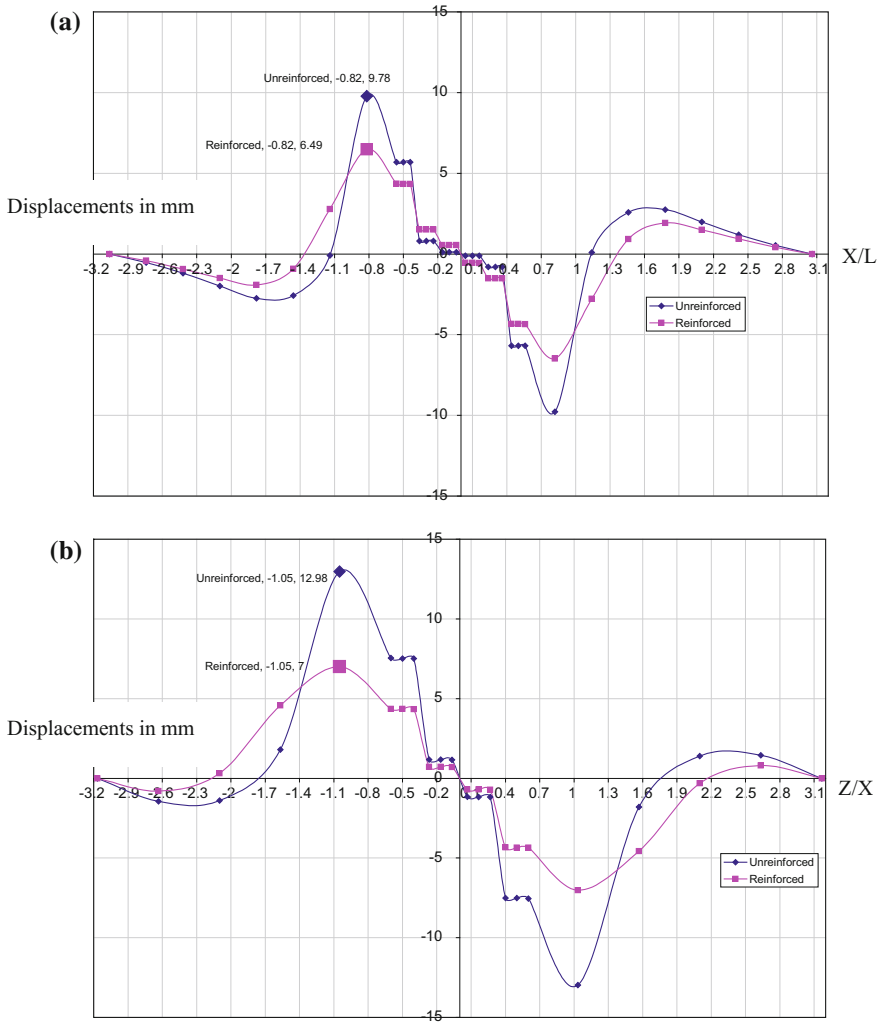 (a)
15
Unreinforced, -0.82, 9.78
10
Reinforced, -0.82, 6.49
5
Displacements in mm
0
X/L
-3.2 -2.9 -2.6 -2.3 -2 -1.7 -1.4 -1.1 -0.8 -0.5 -0.2 0.1 0.4 0.7 1 1.3 1.6 1.9 2.2 2.5 2.8 3.1
Unreinforced
Reinforced
-5
-10
-15
(b)
15
Unreinforced, -1.05, 12.98
10
Reinforced, -1.05, 7
5
Displacements in mm
0
Z/X
-3.2 -2.9 -2.6 -2.3 -2 -1.7 -1.4 -1.1 -0.8 -0.5 -0.2 0.1 0.4 0.7 1 1.3 1.6 1.9 2.2 2.5 2.8 3.1
Unreinforced
Reinforced
-5
-10
-15